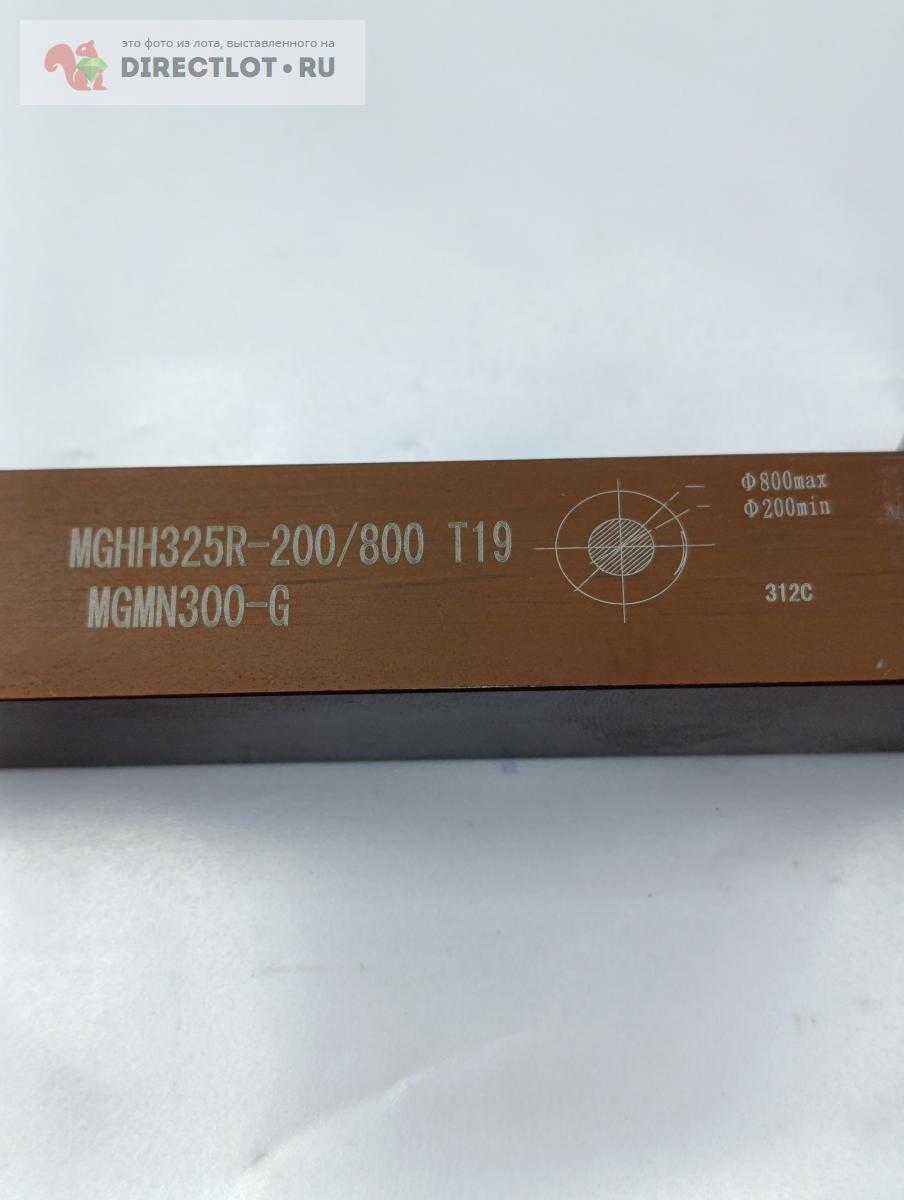 это фото из лота, выставленного на
DIRECTLOT•RU
MGHH325R-200/800 T19
MGMN300-G
Φ800max
Φ200min
312C